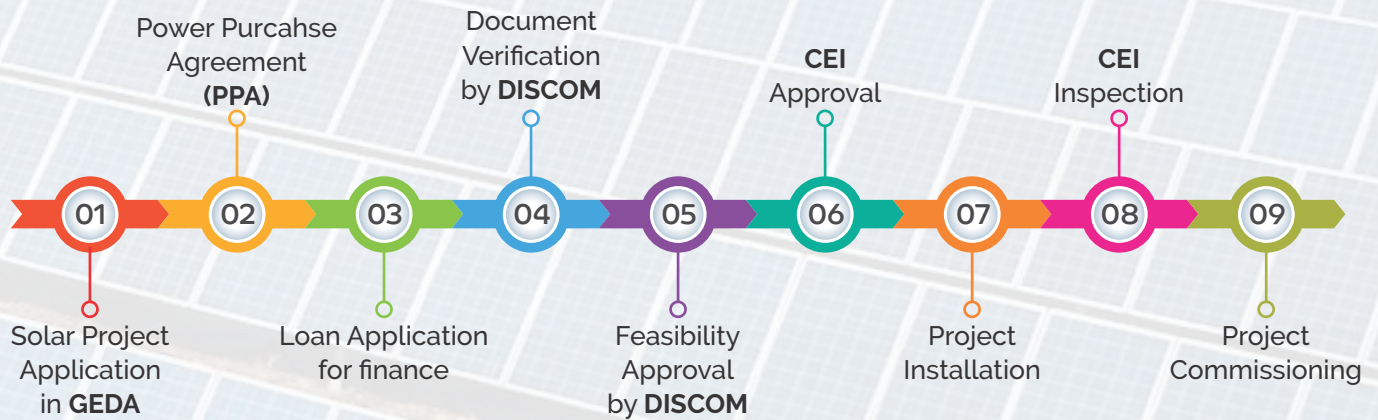 01
Solar Project
Application
in GEDA
02
Power Purcahse
Agreement
(PPA)
03
Loan Application
for finance
04
Document
Verification
by DISCOM
05
Feasibility
Approval
by DISCOM
06
CEI
Approval
07
Project
Installation
08
CEI
Inspection
09
Project
Commissioning